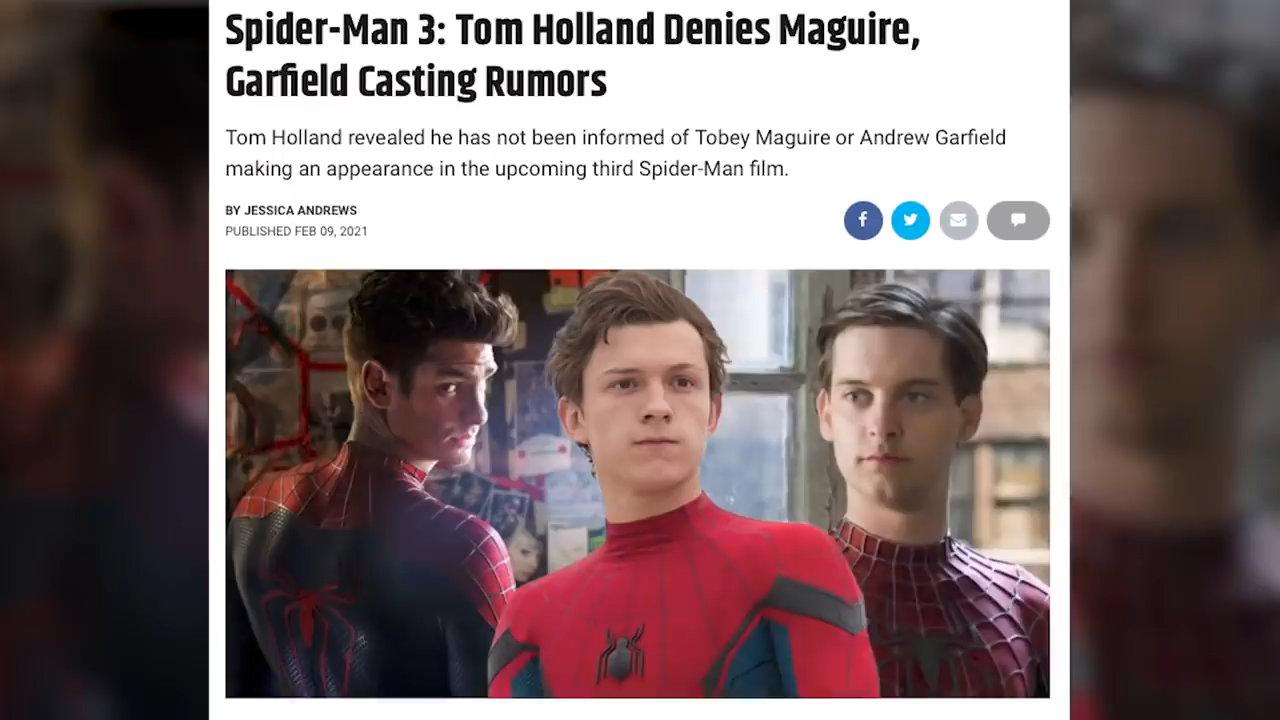 Spider-Man 3: Tom Holland Denies Maguire,
Garfield Casting Rumors
Tom Holland revealed he has not been informed of Tobey Maguire or Andrew Garfield
making an appearance in the upcoming third Spider-Man film.
BY JESSICA ANDREWS
PUBLISHED FEB 09, 2021